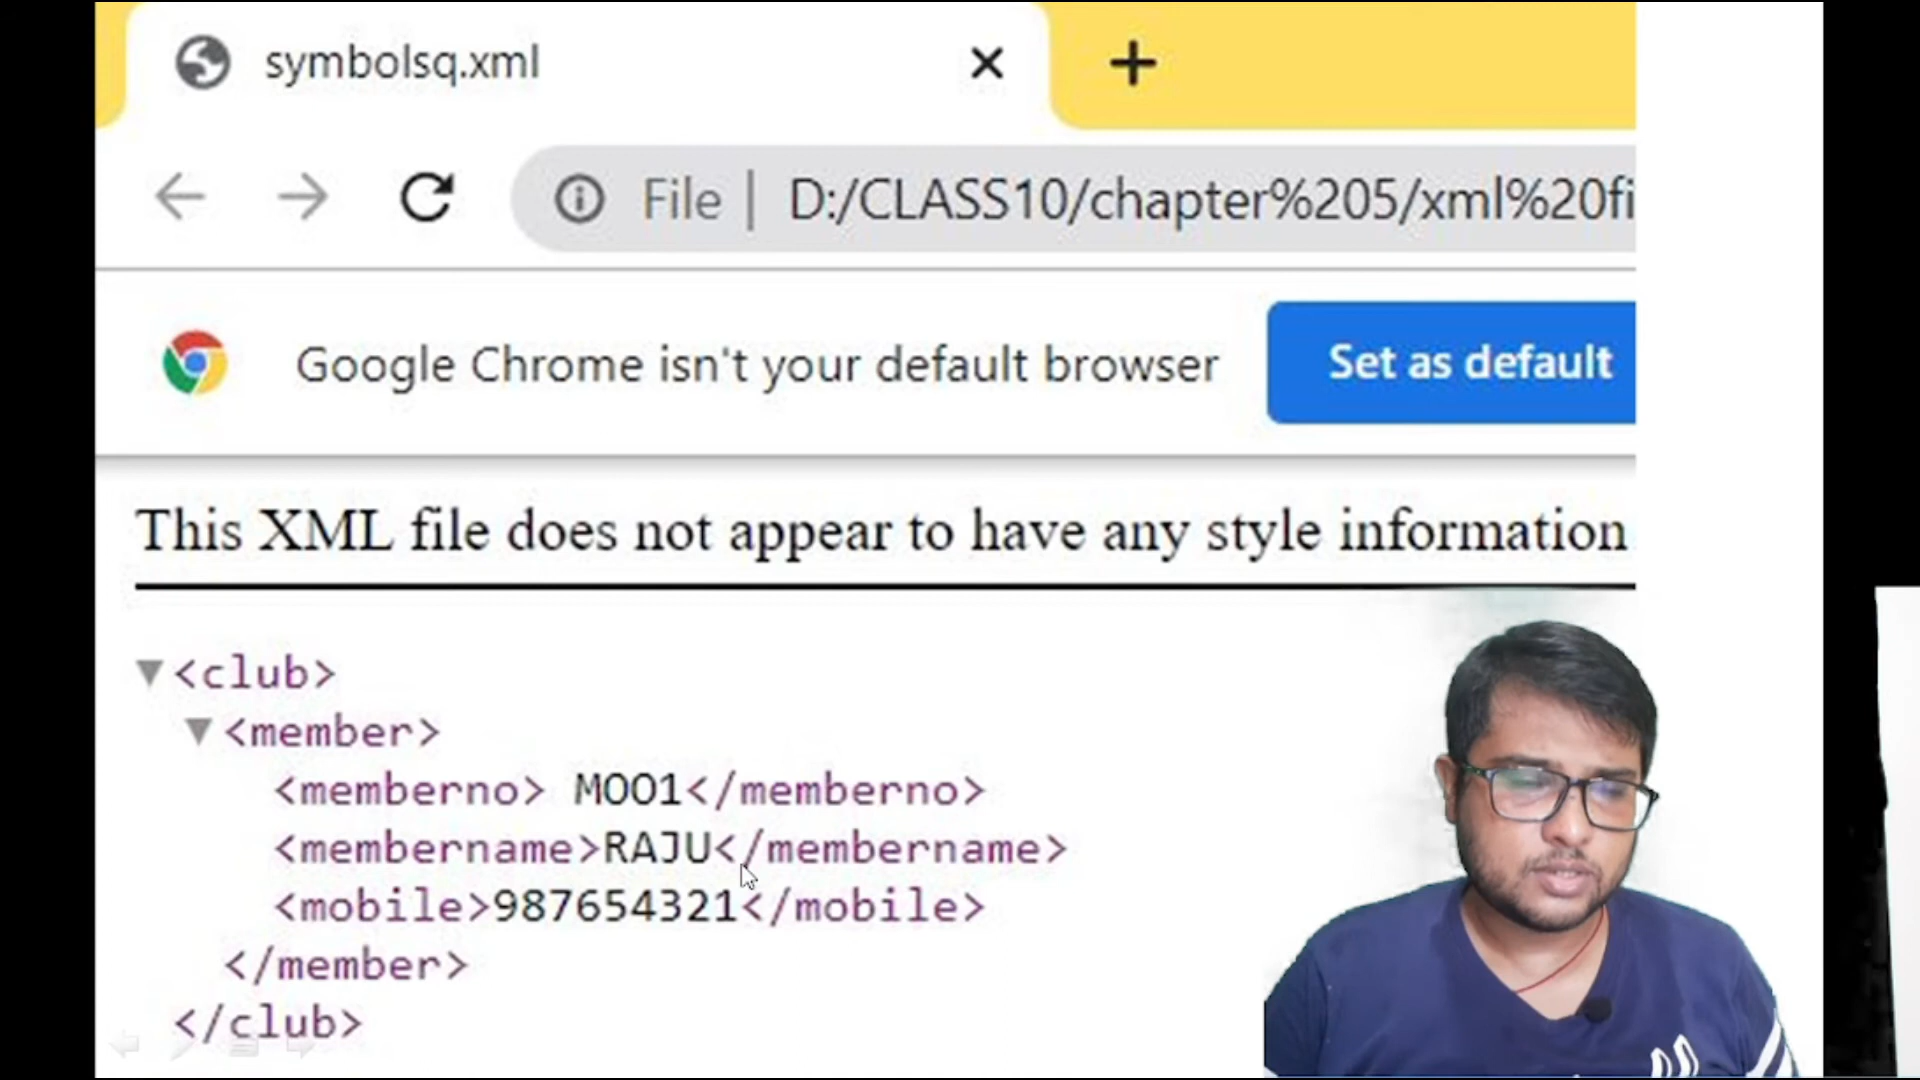 symbolsq.xml
File | D:/CLASS10/chapter%205/xml%20fi
Google Chrome isn't your default browser
Set as default
This XML file does not appear to have any style information
<club>
<member>
<memberno> MOO1</memberno>
<membername>RAJU</membername>
<mobile>987654321</mobile>
</member>
</club>